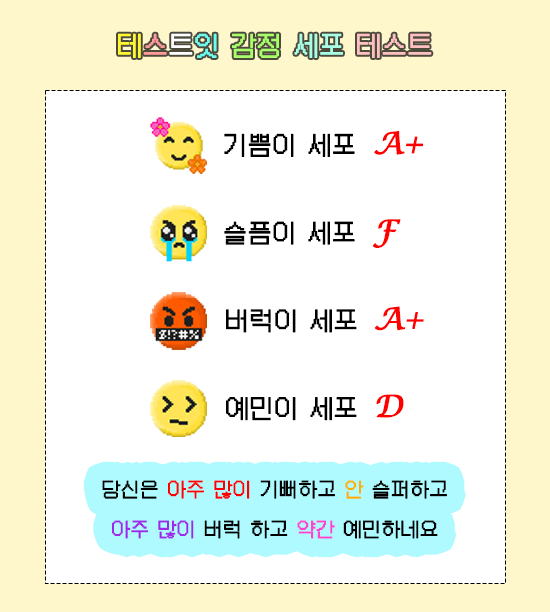 테스트잇 감정 세포 테스트
기쁨이 세포 A+
슬픔이 세포 F
버럭이 세포 A+
$!?#%
예민이 세포 D
당신은 아주 많이 기뻐하고 안 슬퍼하고
아주 많이 버럭 하고 약간 예민하네요